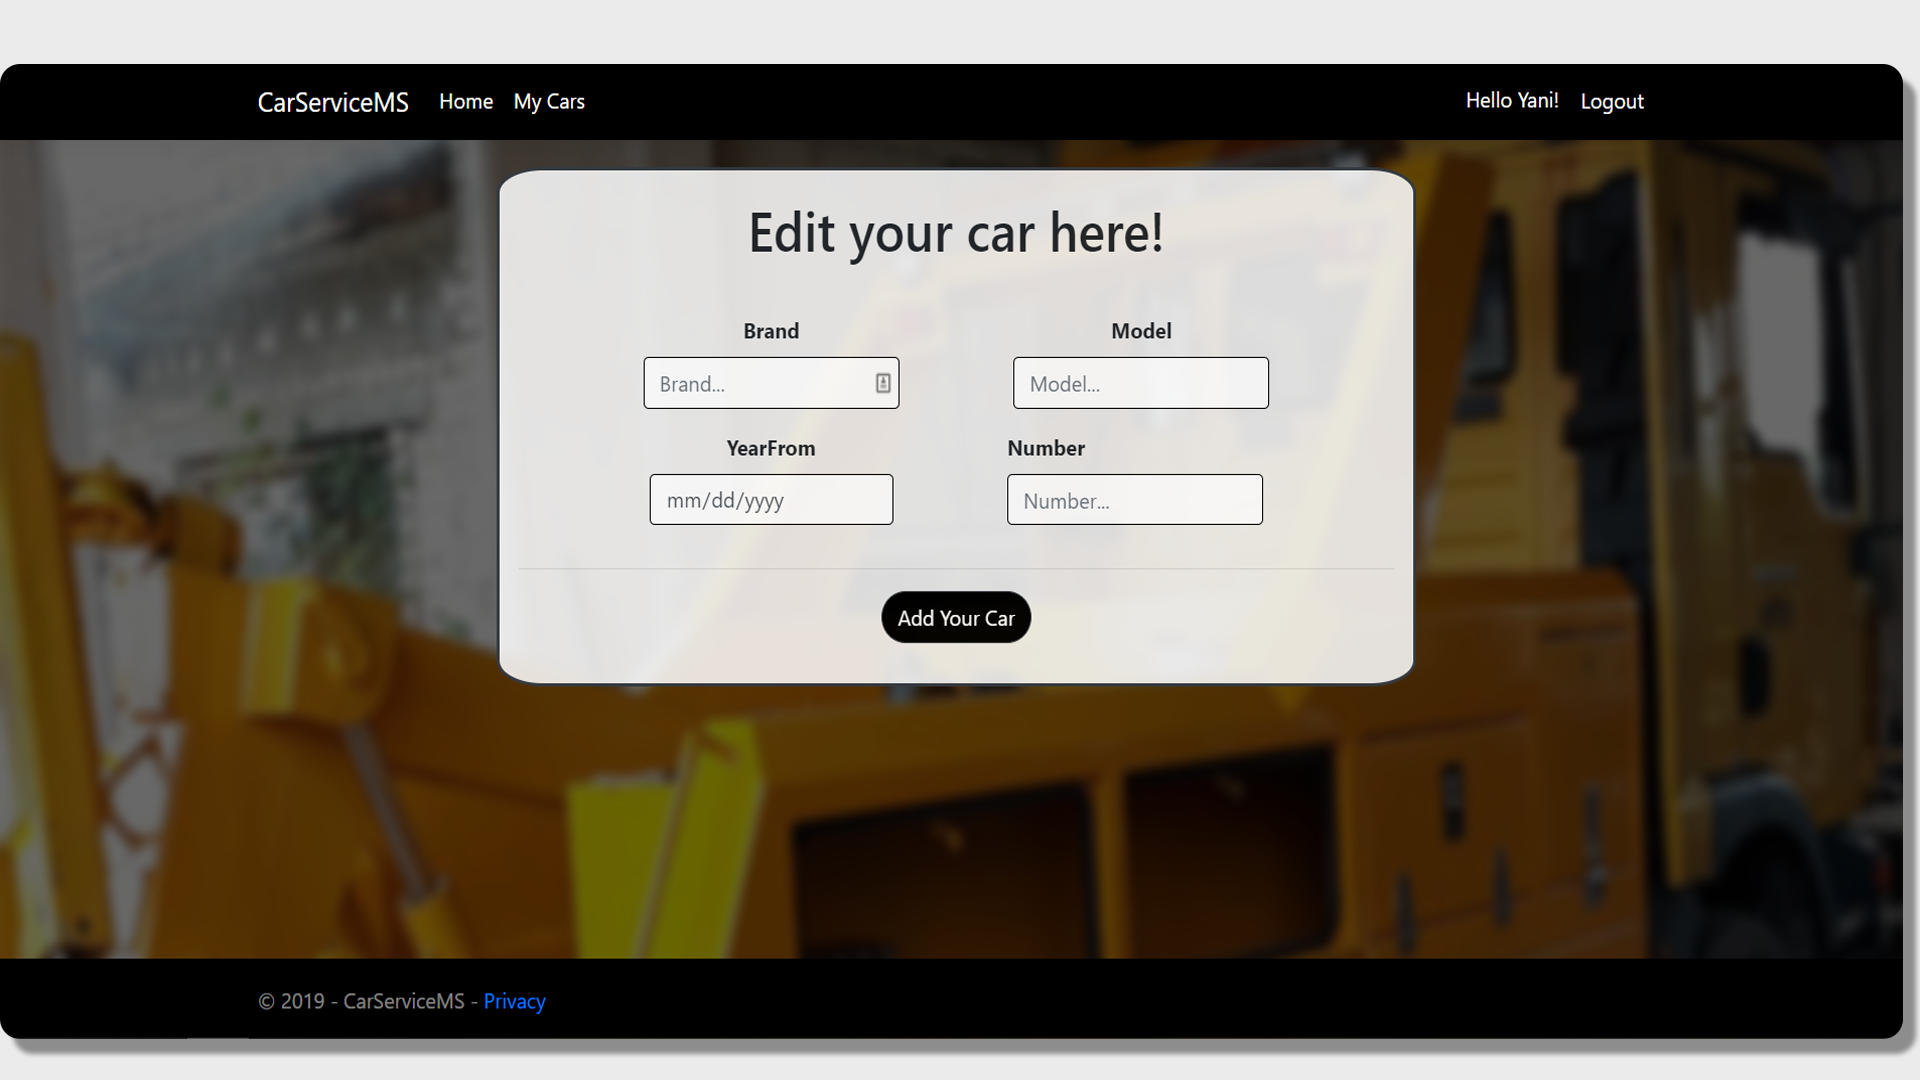 CarServiceMS Home My Cars Hello Yani! Logout
Edit your car here!
Brand Model
Brand... Model...
YearFrom Number
mm/dd/yyyy Number...
Add Your Car
© 2019 - CarServiceMS - Privacy